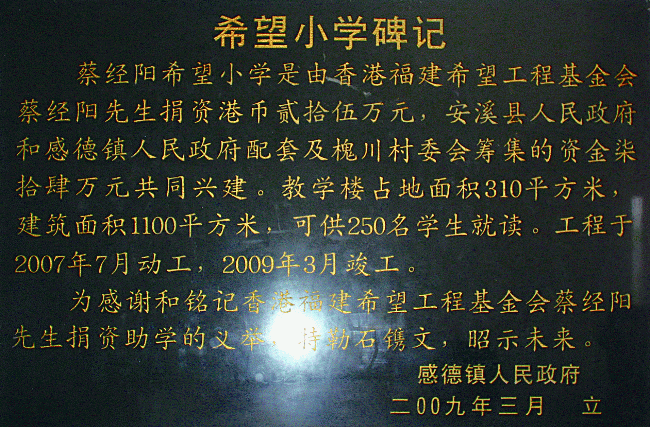 希望小学碑记
蔡经阳希望小学是由香港福建希望工程基金会
蔡经阳先生捐资港币贰拾伍万元，安溪县人民政府
和感德镇人民政府配套及槐川村委会筹集的资金柒
拾肆万元共同兴建。教学楼占地面积310平方米，
建筑面积1100平方米，可供250名学生就读。工程于
2007年7月动工，2009年3月竣工。
为感谢和铭记香港福建希望工程基金会蔡经阳
先生捐资助学的义举，持勒石镌文，昭示未来。
感德镇人民政府
二00九年三月 立